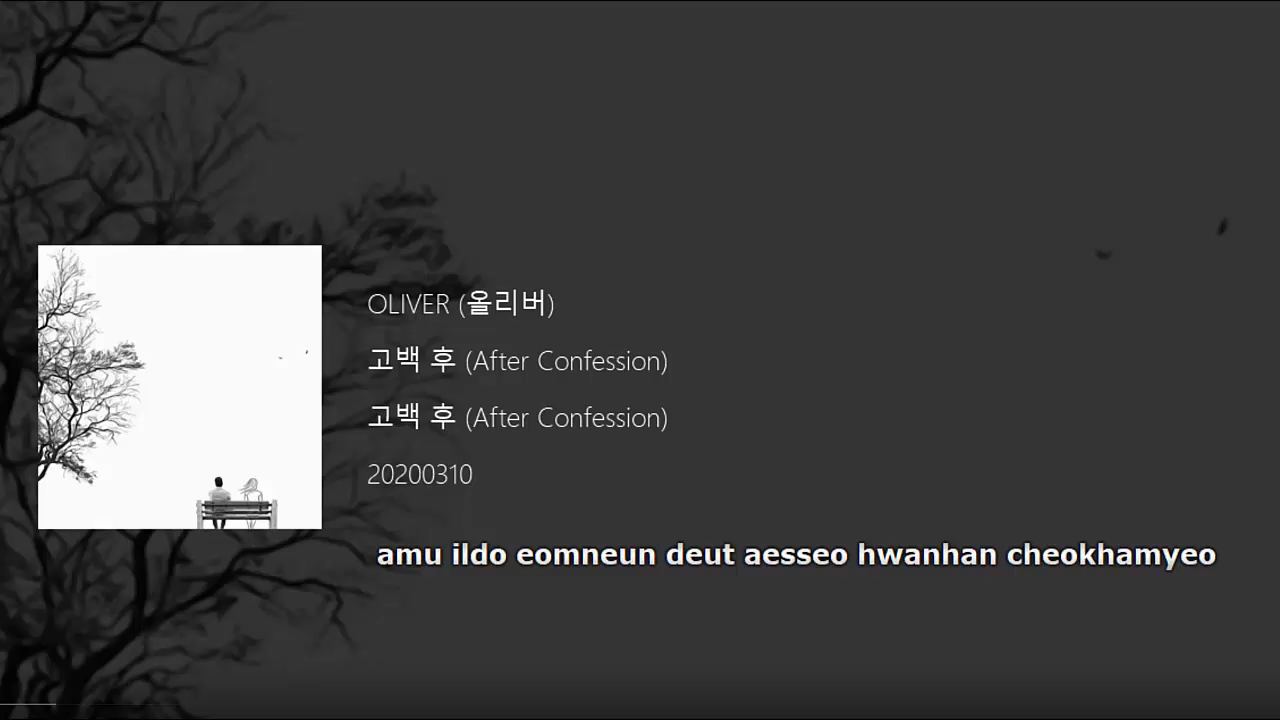 OLIVER (올리버)
고백 후 (After Confession)
고백 후 (After Confession)
20200310
amu ildo eomneun deut aesseo hwanhan cheokhamyeo